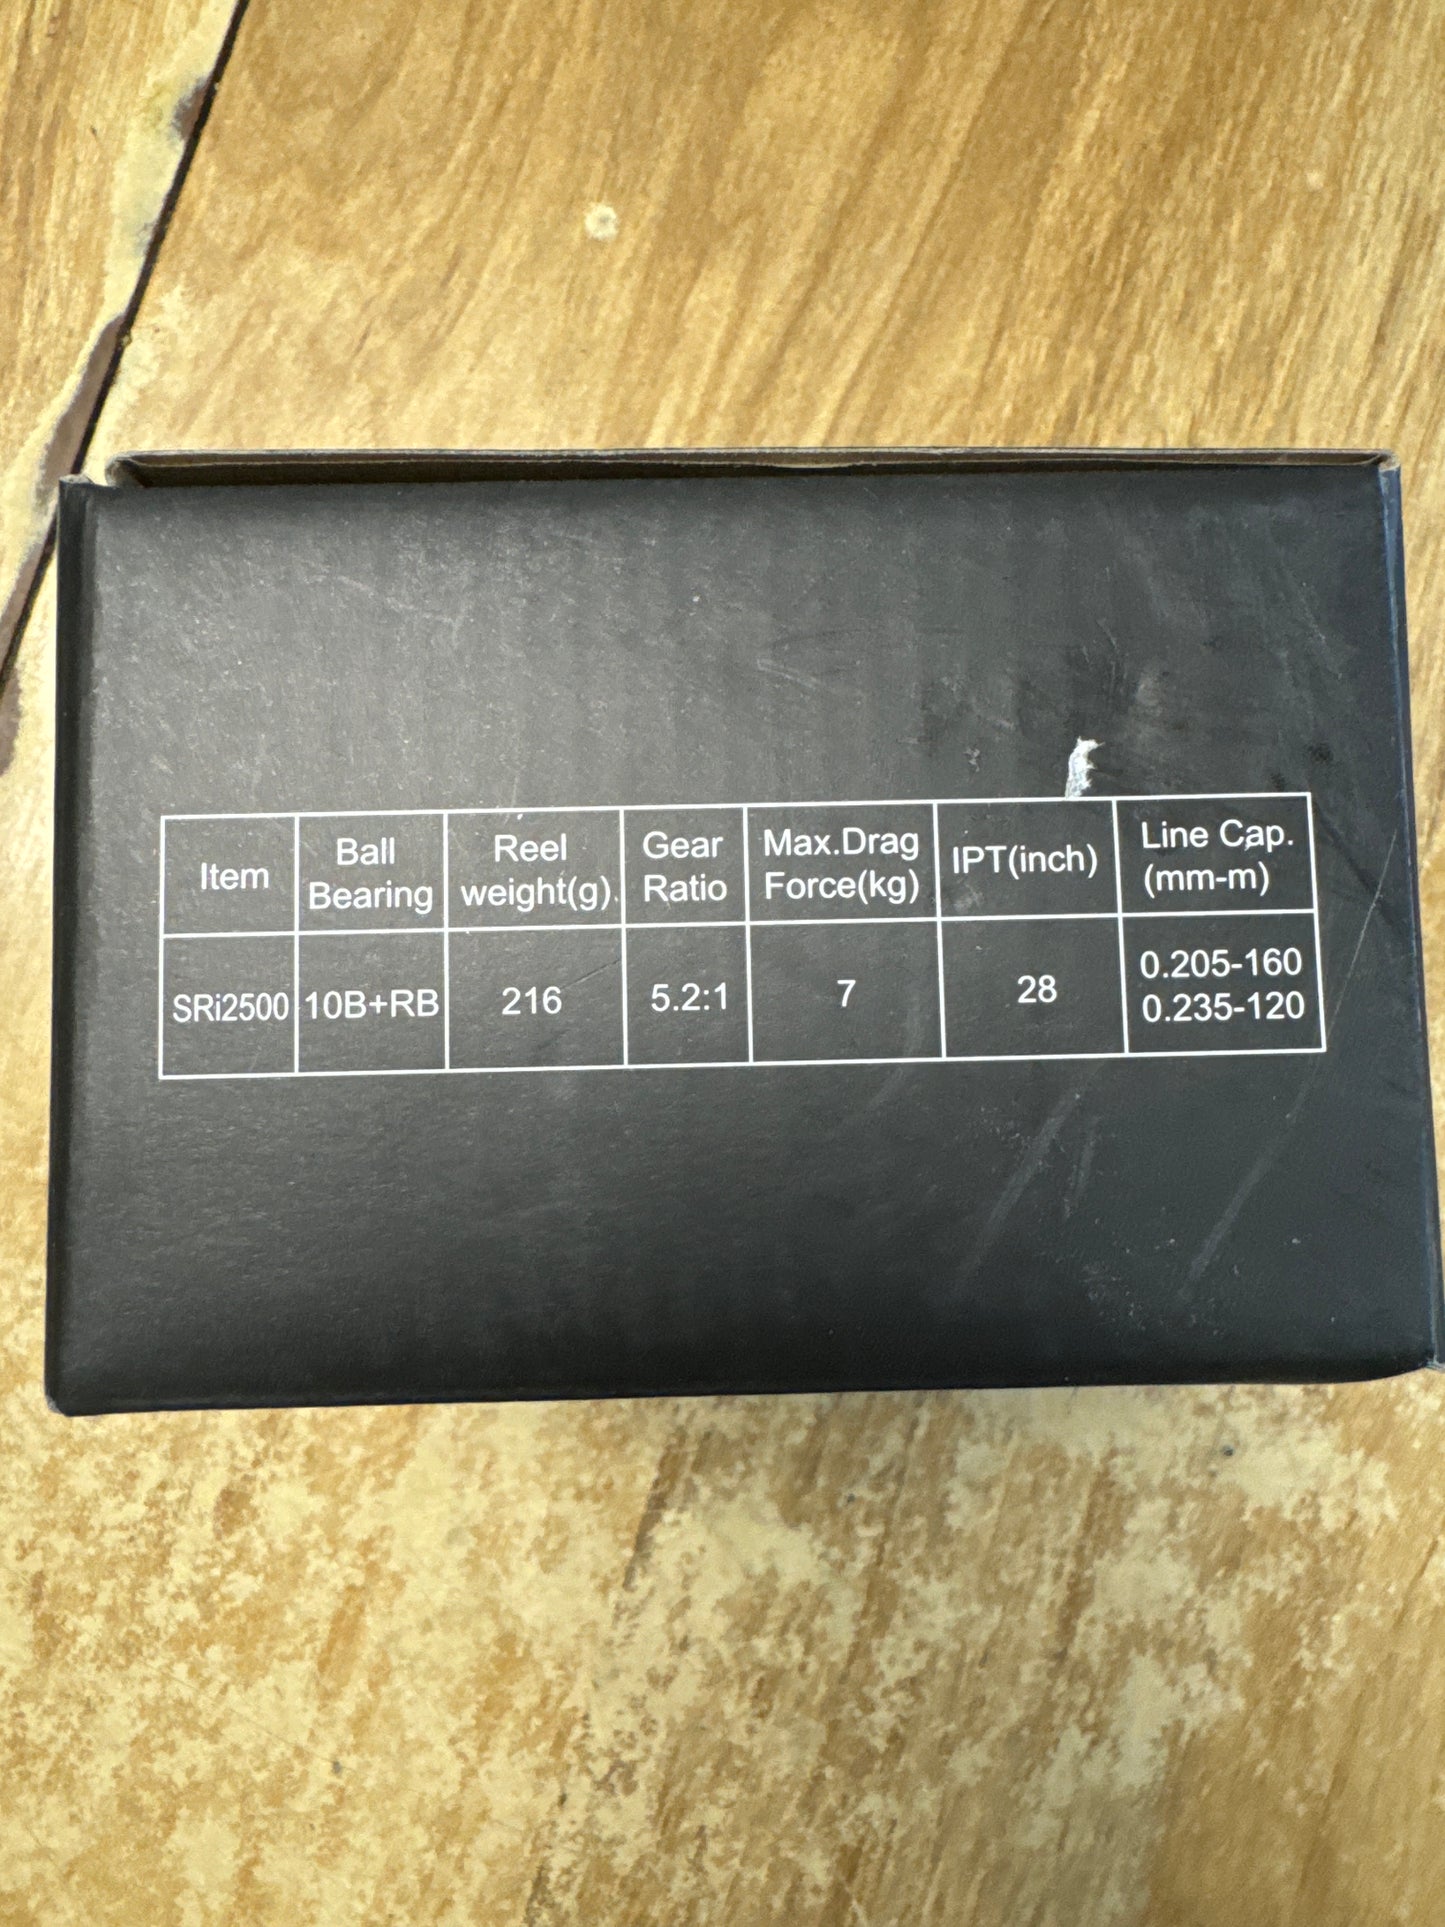 Item Ball Bearing Reel weight(g). Gear Ratio Max.Drag Force(kg) IPT(inch) Line Cap. (mm-m)
SRi2500 10B+RB 216 5.2:1 7 28 0.205-160 0.235-120